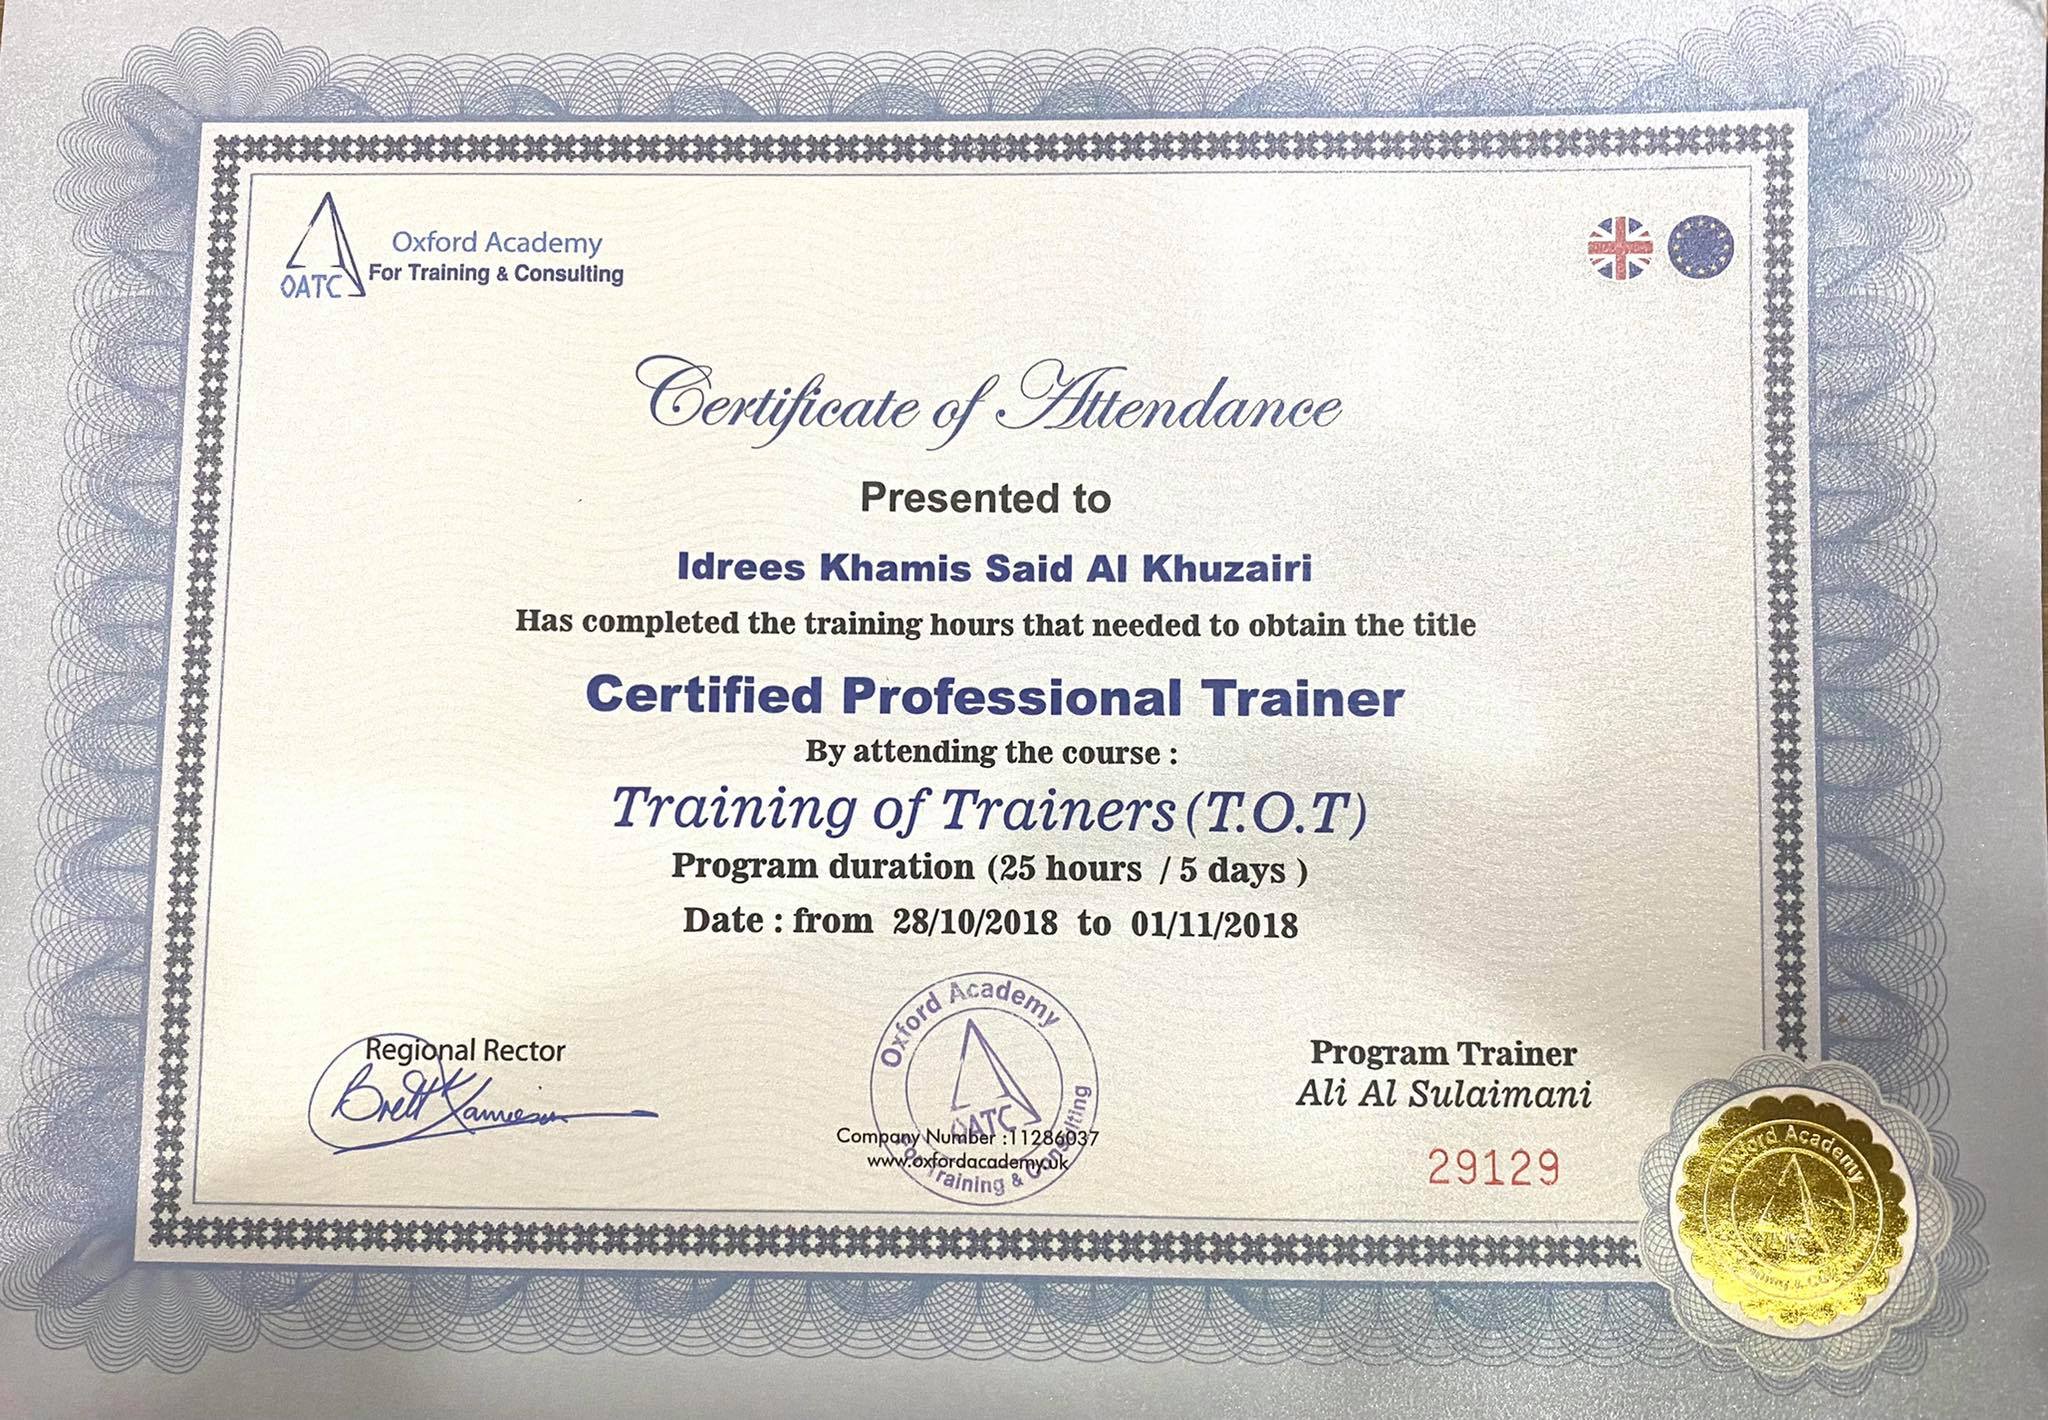 Oxford Academy
For Training & Consulting
OATC
Certificate of Attendance
Presented to
Idrees Khamis Said Al Khuzairi
Has completed the training hours that needed to obtain the title
Certified Professional Trainer
By attending the course :
Training of Trainers (T.O.T)
Program duration (25 hours / 5 days )
Date : from 28/10/2018 to 01/11/2018
Regional Rector
Oxford Academy
OATC
For Training & Consulting
Company Number :11286037
www.oxfordacademy.uk
Program Trainer
Ali Al Sulaimani
29129
Oxford Academy